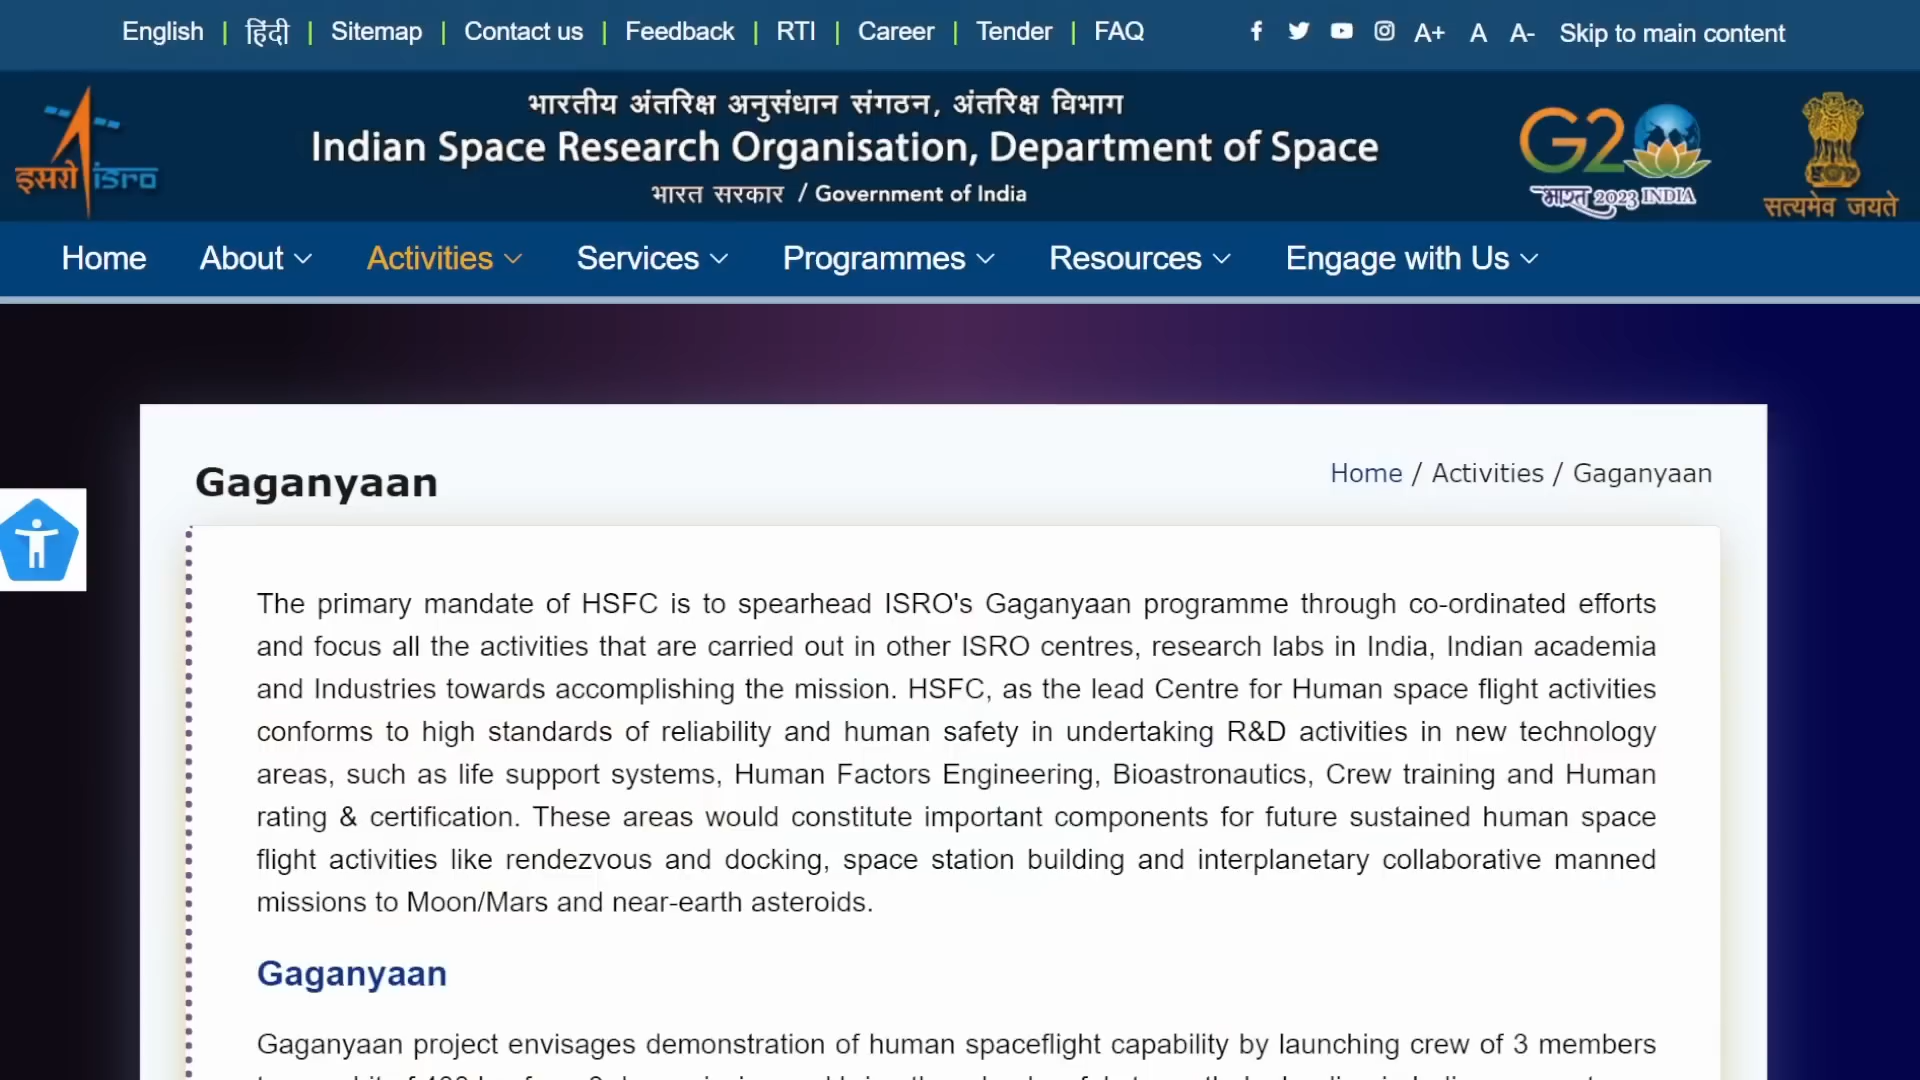 English | हिंदी | Sitemap | Contact us | Feedback | RTI | Career | Tender | FAQ A+ A A- Skip to main content
भारतीय अंतरिक्ष अनुसंधान संगठन, अंतरिक्ष विभाग
Indian Space Research Organisation, Department of Space
भारत सरकार / Government of India
इसरो isro
G20
भारत 2023 INDIA
सत्यमेव जयते
Home About Activities Services Programmes Resources Engage with Us
Gaganyaan
Home / Activities / Gaganyaan
The primary mandate of HSFC is to spearhead ISRO's Gaganyaan programme through co-ordinated efforts
and focus all the activities that are carried out in other ISRO centres, research labs in India, Indian academia
and Industries towards accomplishing the mission. HSFC, as the lead Centre for Human space flight activities
conforms to high standards of reliability and human safety in undertaking R&D activities in new technology
areas, such as life support systems, Human Factors Engineering, Bioastronautics, Crew training and Human
rating & certification. These areas would constitute important components for future sustained human space
flight activities like rendezvous and docking, space station building and interplanetary collaborative manned
missions to Moon/Mars and near-earth asteroids.
Gaganyaan
Gaganyaan project envisages demonstration of human spaceflight capability by launching crew of 3 members